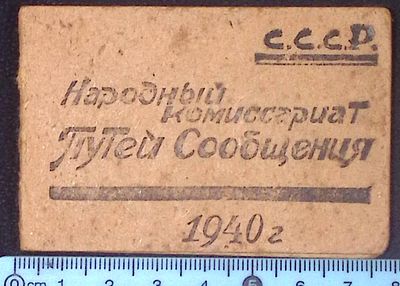 С.С.С.Р.
Народный
Комиссариат
Путей Сообщения
1940 г
0 cm 1 2 3 4 5 6 7 8